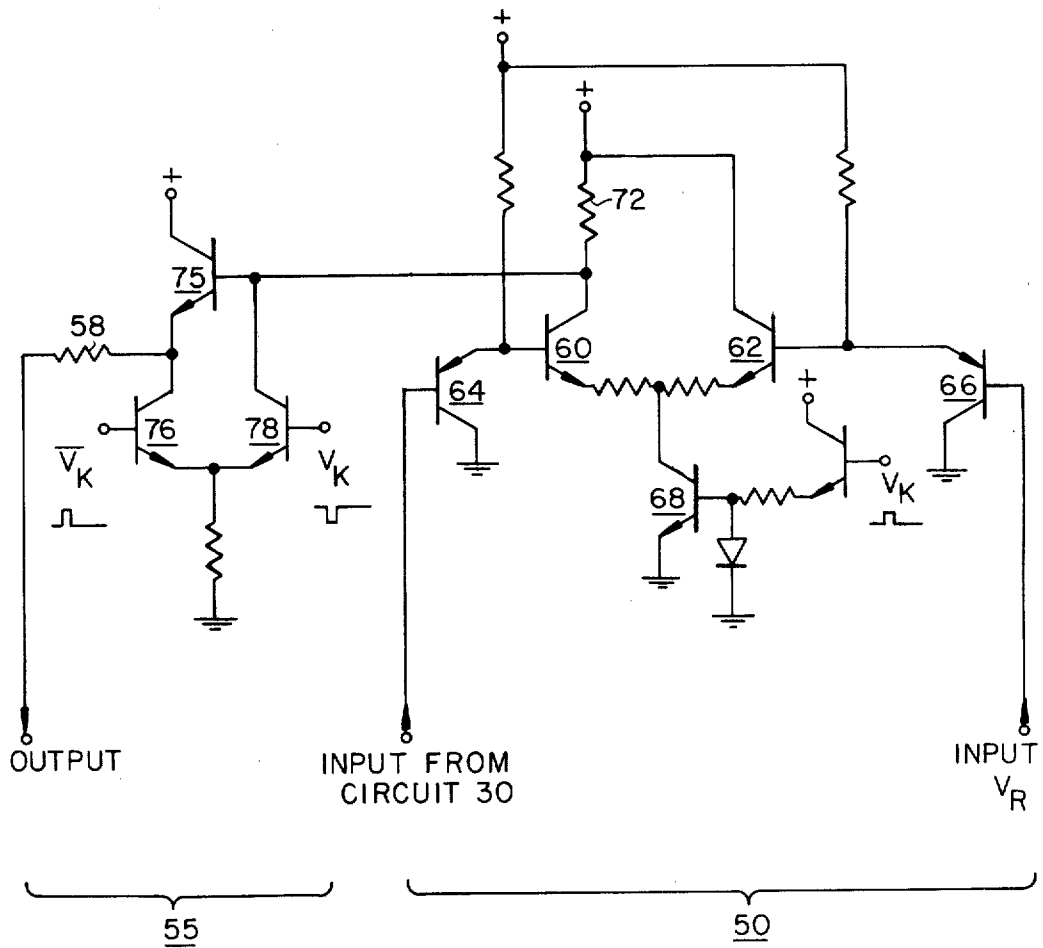 +
+
+
72
75
58
60
62
+
64
66
76
78
V̅K
VK
68
VK
OUTPUT
INPUT FROM
CIRCUIT 30
INPUT
VR
55
50